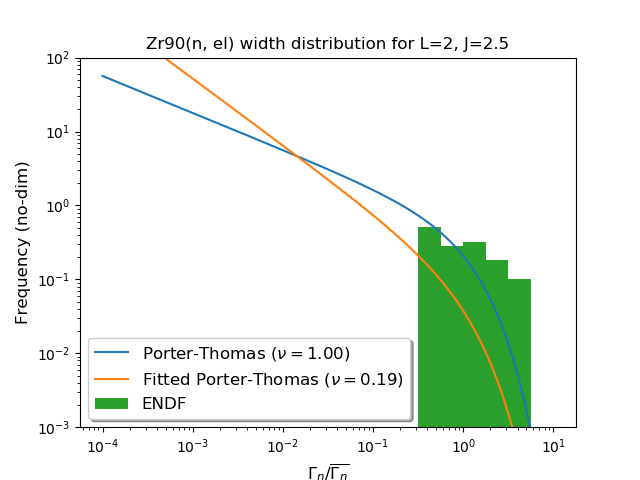 Zr90(n, el) width distribution for L=2, J=2.5
Frequency (no-dim)
10²
10¹
10⁰
10⁻¹
10⁻²
10⁻³
Porter-Thomas (ν = 1.00)
Fitted Porter-Thomas (ν = 0.19)
ENDF
10⁻⁴ 10⁻³ 10⁻² 10⁻¹ 10⁰ 10¹
Γₙ/Γ̅ₙ